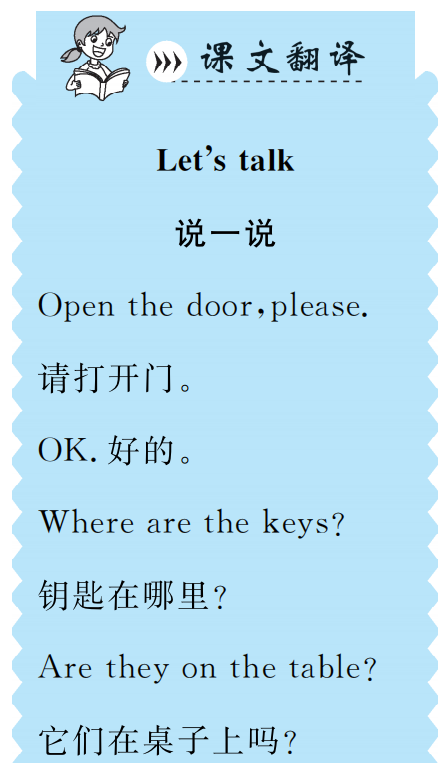 课文翻译
Let's talk
说一说
Open the door,please.
请打开门。
OK. 好的。
Where are the keys?
钥匙在哪里?
Are they on the table?
它们在桌子上吗?